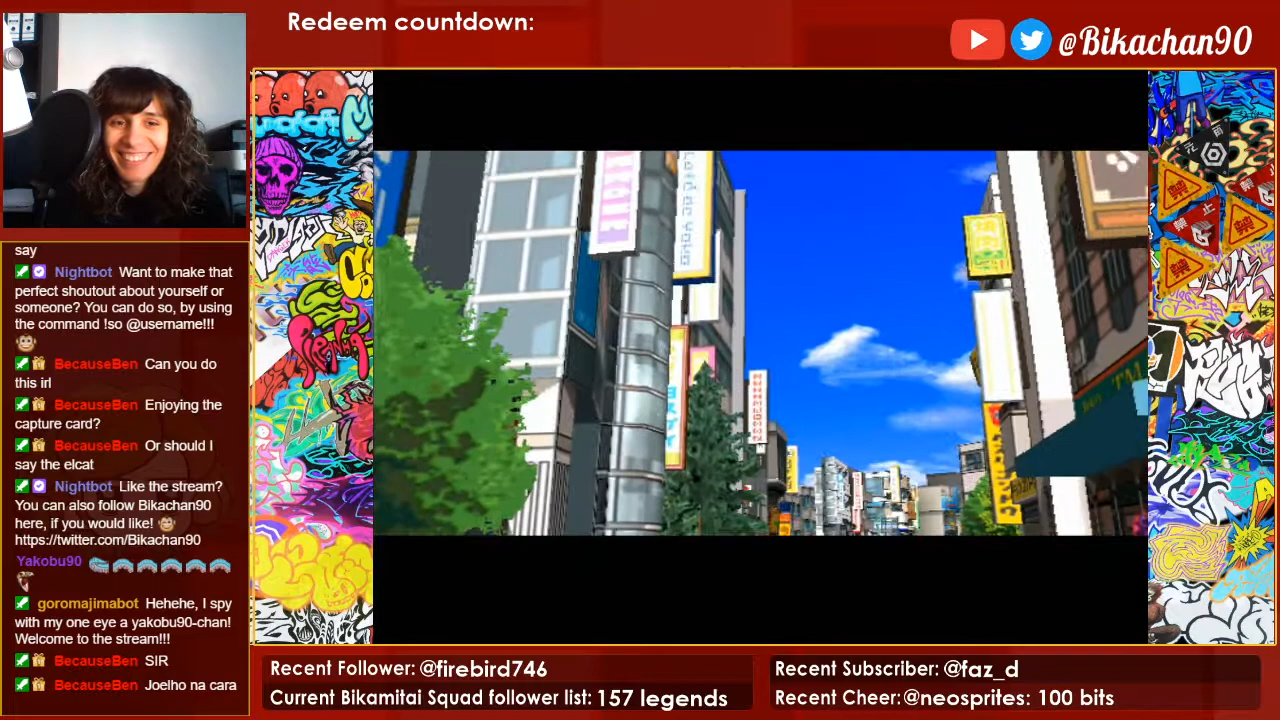 Redeem countdown:
@Bikachan90
say
Nightbot Want to make that
perfect shoutout about yourself or
someone? You can do so, by using
the command !so @username!!!
BecauseBen Can you do
this irl
BecauseBen Enjoying the
capture card?
BecauseBen Or should I
say the elcat
Nightbot Like the stream?
You can also follow Bikachan90
here, if you would like!
https://twitter.com/Bikachan90
Yakobu90
goromajimabot Hehehe, I spy
with my one eye a yakobu90-chan!
Welcome to the stream!!!
BecauseBen SIR
BecauseBen Joelho na cara
Recent Follower: @firebird746
Current Bikamitai Squad follower list: 157 legends
Recent Subscriber: @faz_d
Recent Cheer: @neosprites: 100 bits